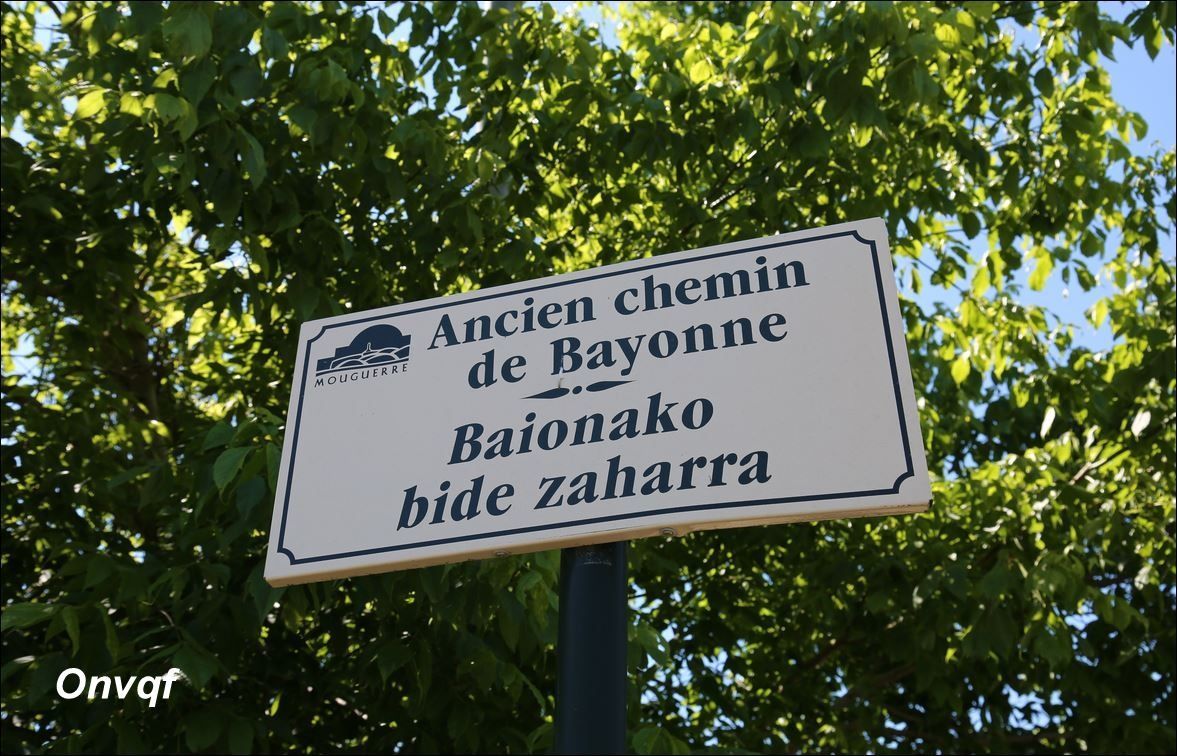 Ancien chemin
de Bayonne
MOUGUERRE
Baionako
bide zaharra
Onvqf